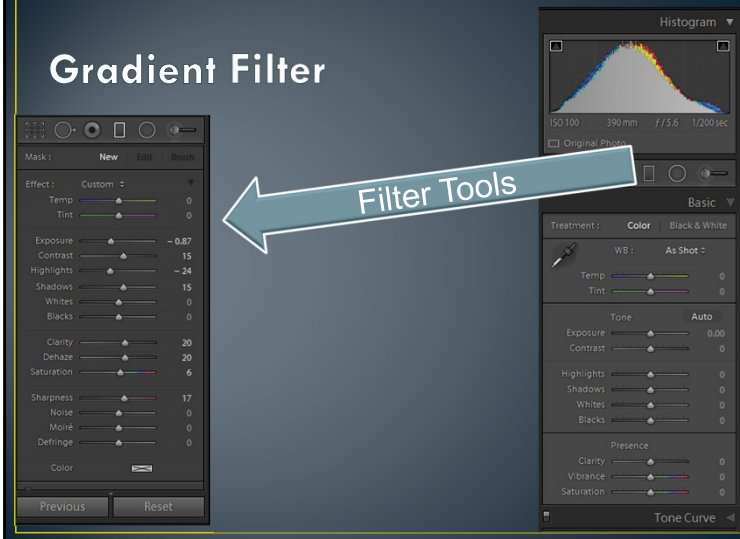 Gradient Filter
Mask : New Edit Brush
Effect : Custom
Temp 0
Tint 0
Exposure – 0.87
Contrast 15
Highlights – 24
Shadows 15
Whites 0
Blacks 0
Clarity 20
Dehaze 20
Saturation 6
Sharpness 17
Noise 0
Moiré 0
Defringe 0
Color
Previous Reset
Filter Tools
Histogram
ISO 100 390 mm f / 5.6 1/200 sec
Original Photo
Basic
Treatment : Color Black & White
WB : As Shot
Temp 0
Tint 0
Tone Auto
Exposure 0.00
Contrast 0
Highlights 0
Shadows 0
Whites 0
Blacks 0
Presence
Clarity 0
Vibrance 0
Saturation 0
Tone Curve